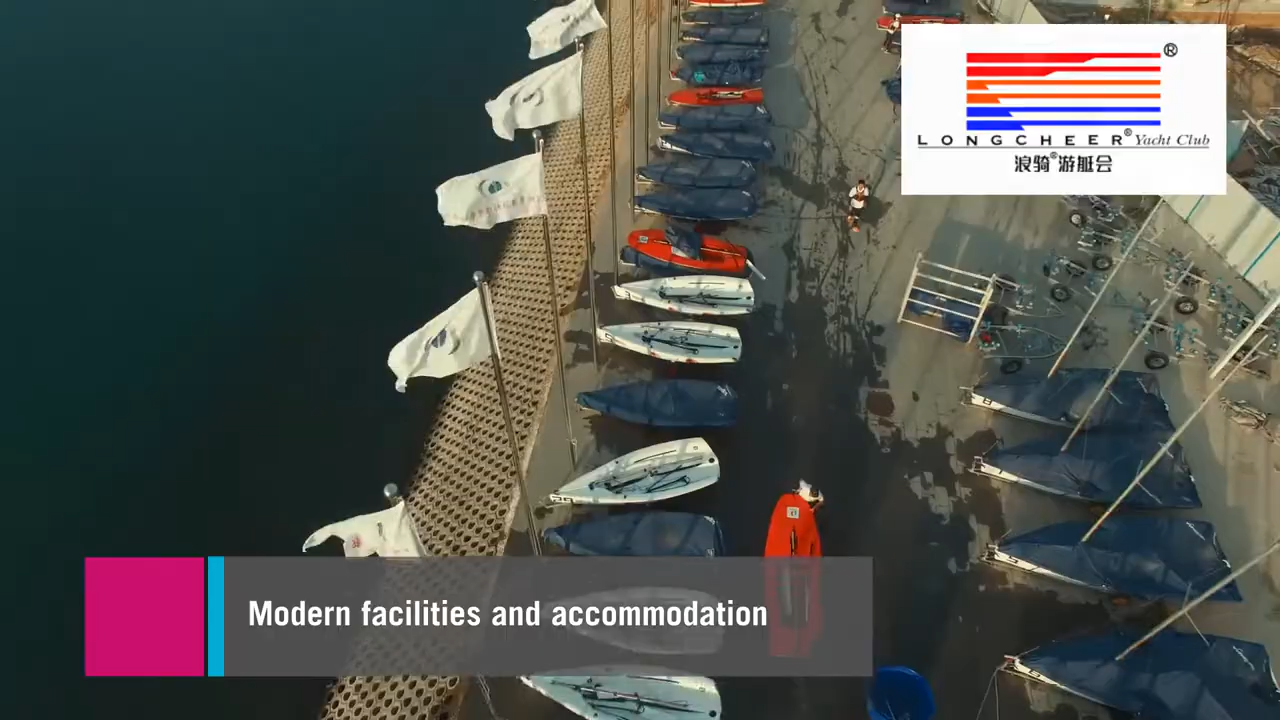 ®
LONGCHEER® Yacht Club
浪骑®游艇会
Modern facilities and accommodation